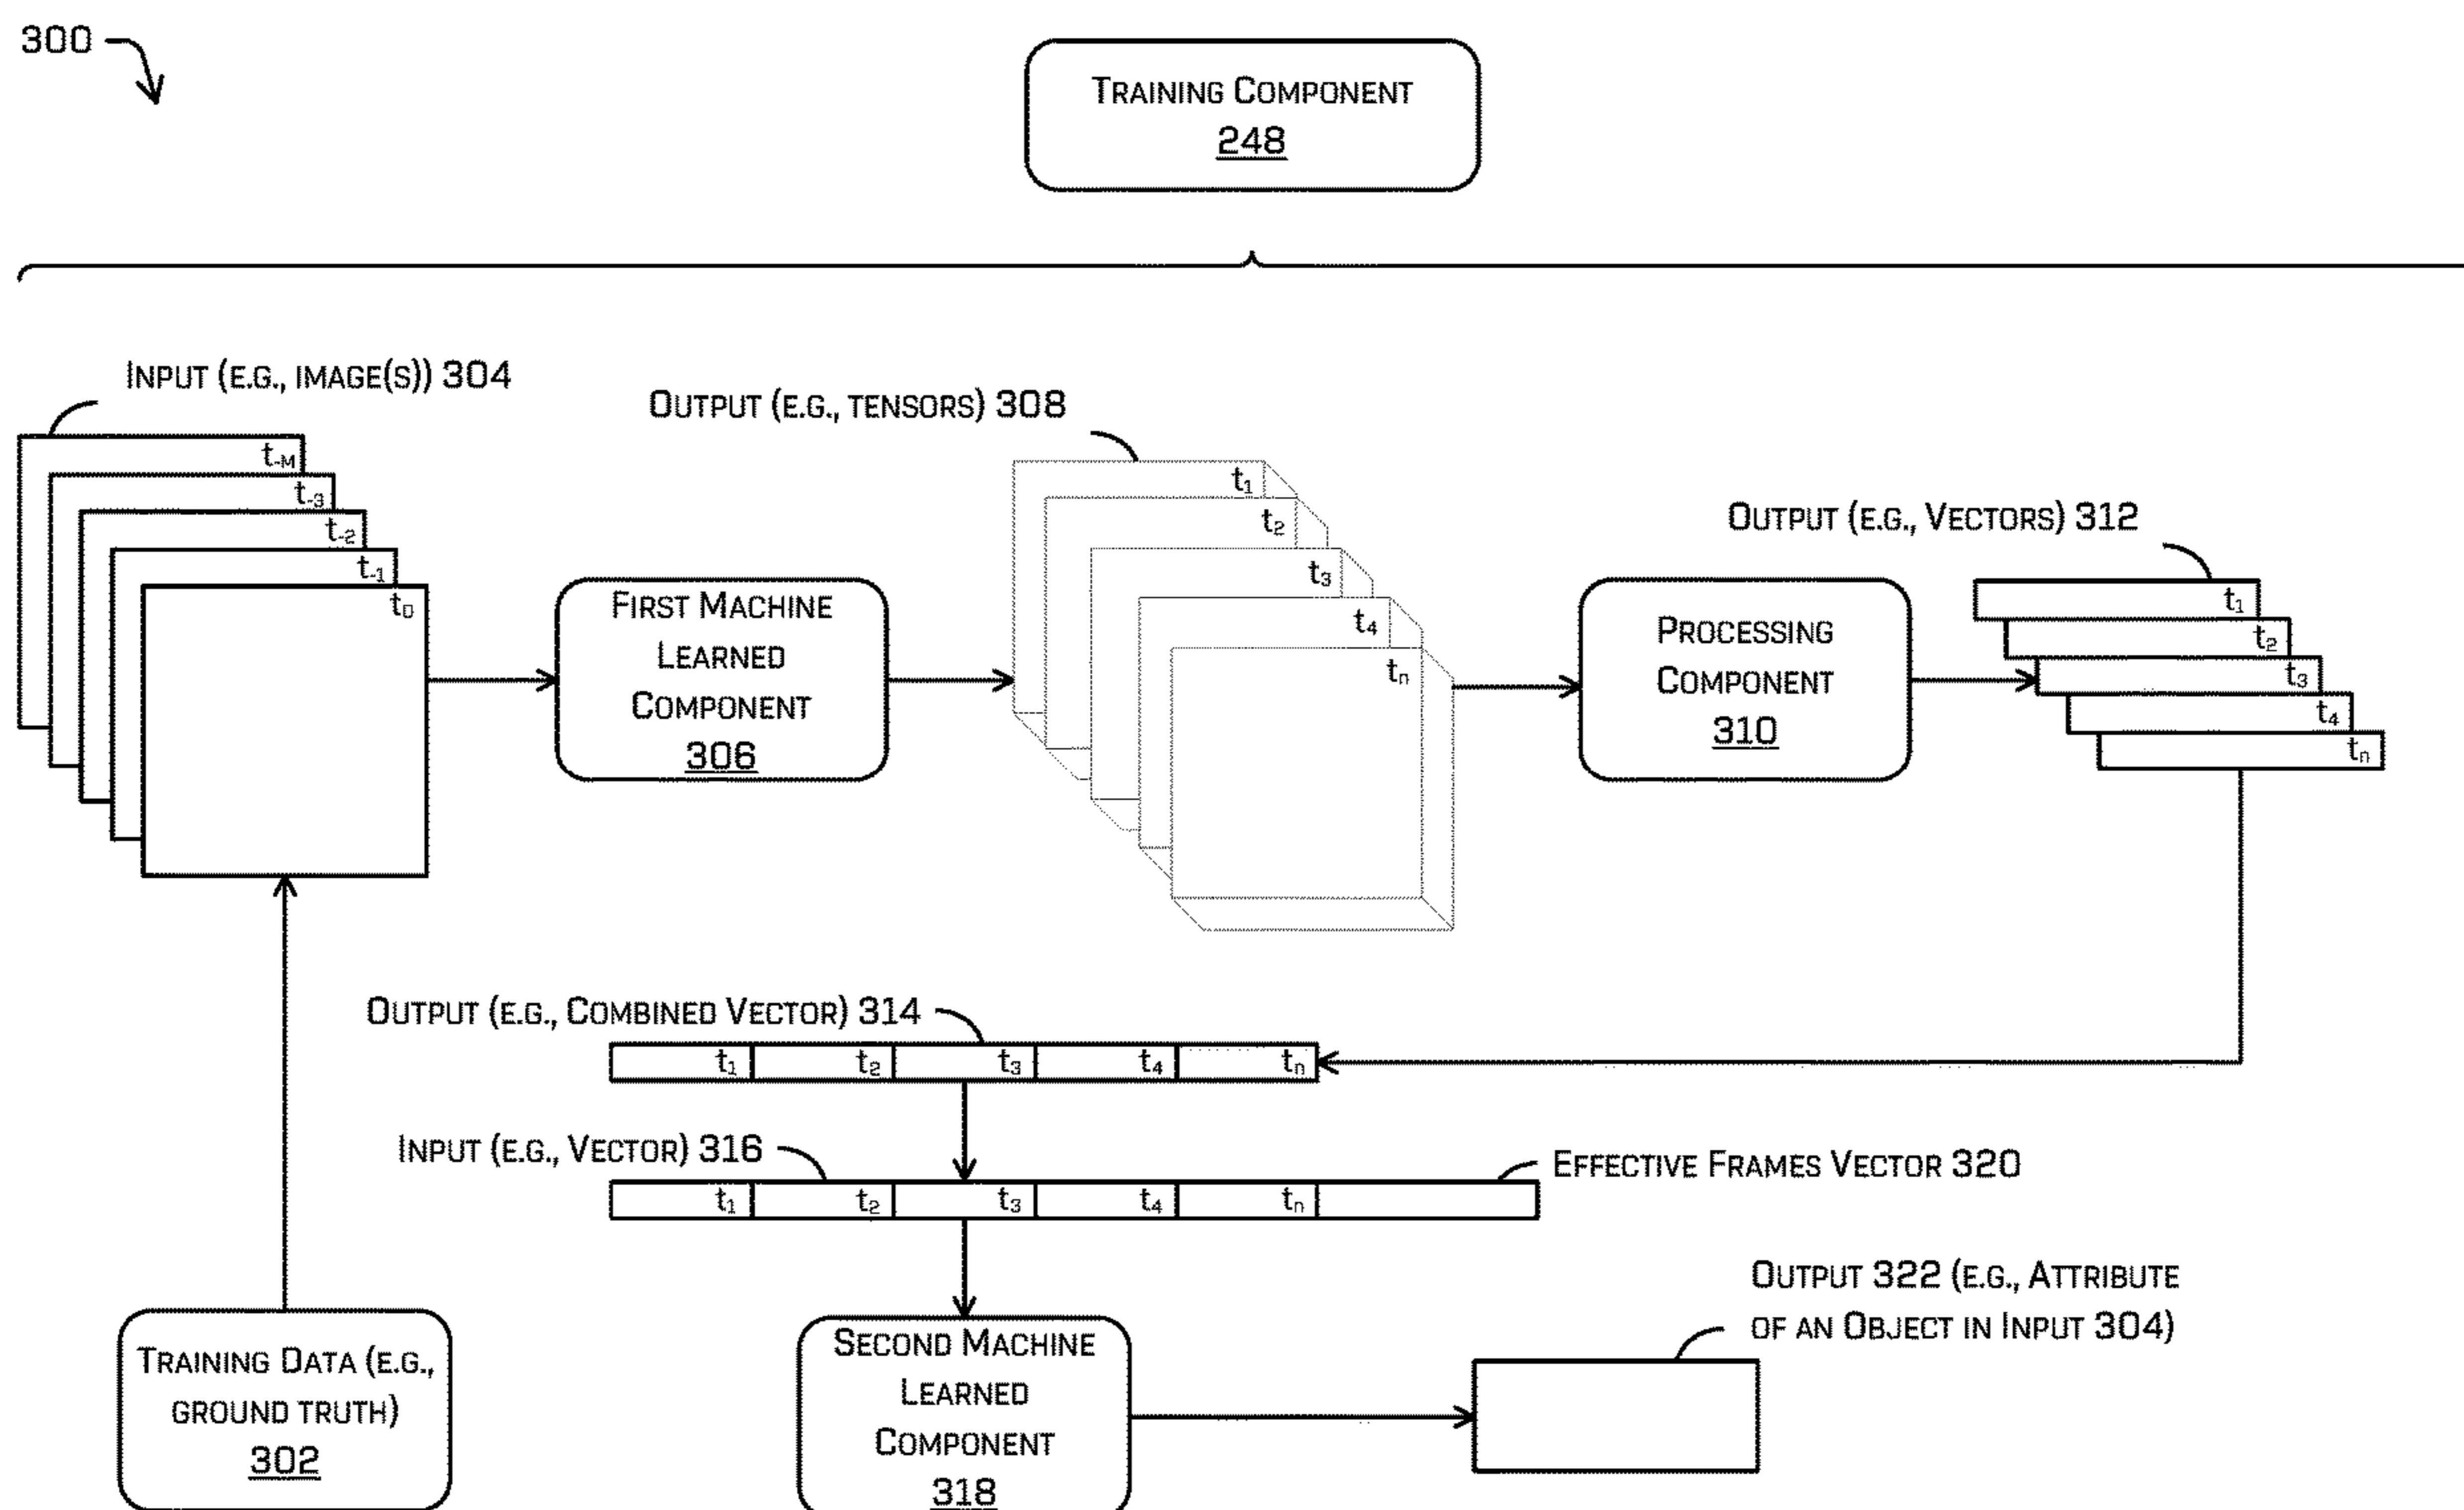 300
TRAINING COMPONENT
248
INPUT (E.G., IMAGE(S)) 304
t-M
t-3
t-2
t-1
t0
FIRST MACHINE
LEARNED
COMPONENT
306
OUTPUT (E.G., TENSORS) 308
t1
t2
t3
t4
tn
PROCESSING
COMPONENT
310
OUTPUT (E.G., VECTORS) 312
t1
t2
t3
t4
tn
OUTPUT (E.G., COMBINED VECTOR) 314
t1 t2 t3 t4 tn
INPUT (E.G., VECTOR) 316
EFFECTIVE FRAMES VECTOR 320
t1 t2 t3 t4 tn
TRAINING DATA (E.G.,
GROUND TRUTH)
302
SECOND MACHINE
LEARNED
COMPONENT
318
OUTPUT 322 (E.G., ATTRIBUTE
OF AN OBJECT IN INPUT 304)